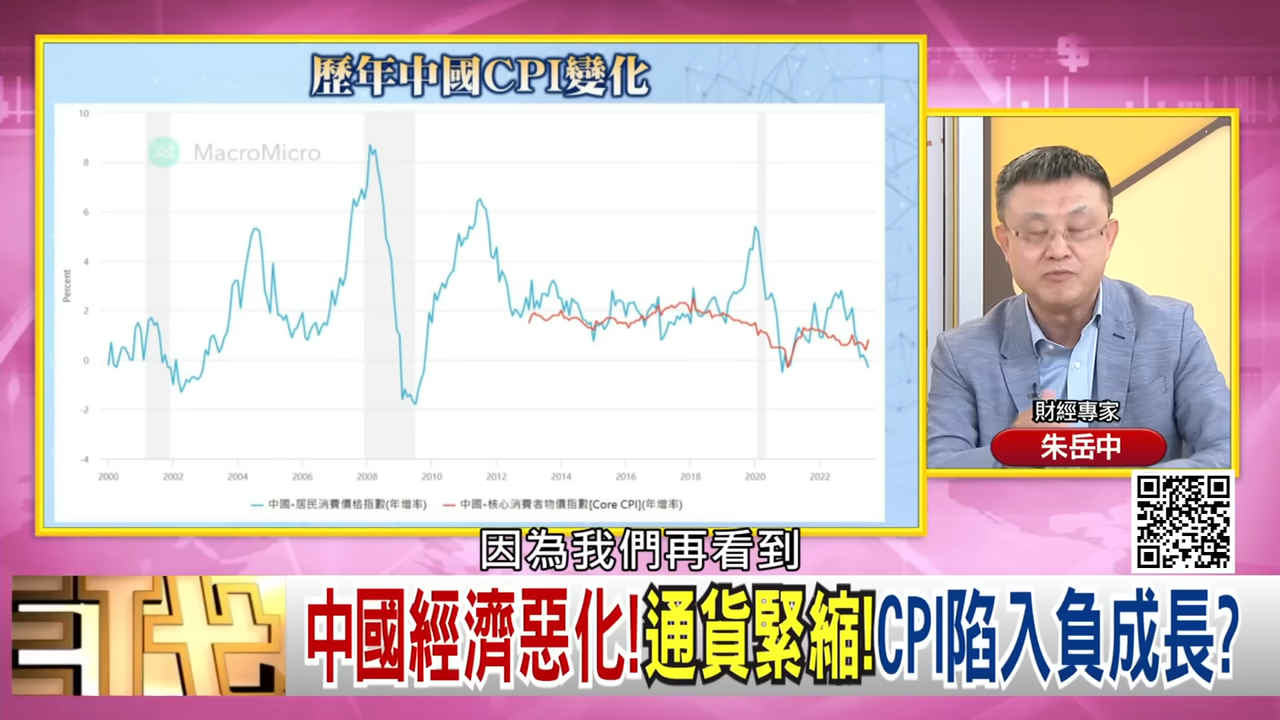 歷年中國CPI變化
MacroMicro
Percent
10
8
6
4
2
0
-2
-4
2000 2002 2004 2006 2008 2010 2012 2014 2016 2018 2020 2022
中國-居民消費價格指數(年增率) 中國-核心消費者物價指數[Core CPI](年增率)
財經專家
朱岳中
因為我們再看到
中國經濟惡化!通貨緊縮!CPI陷入負成長?